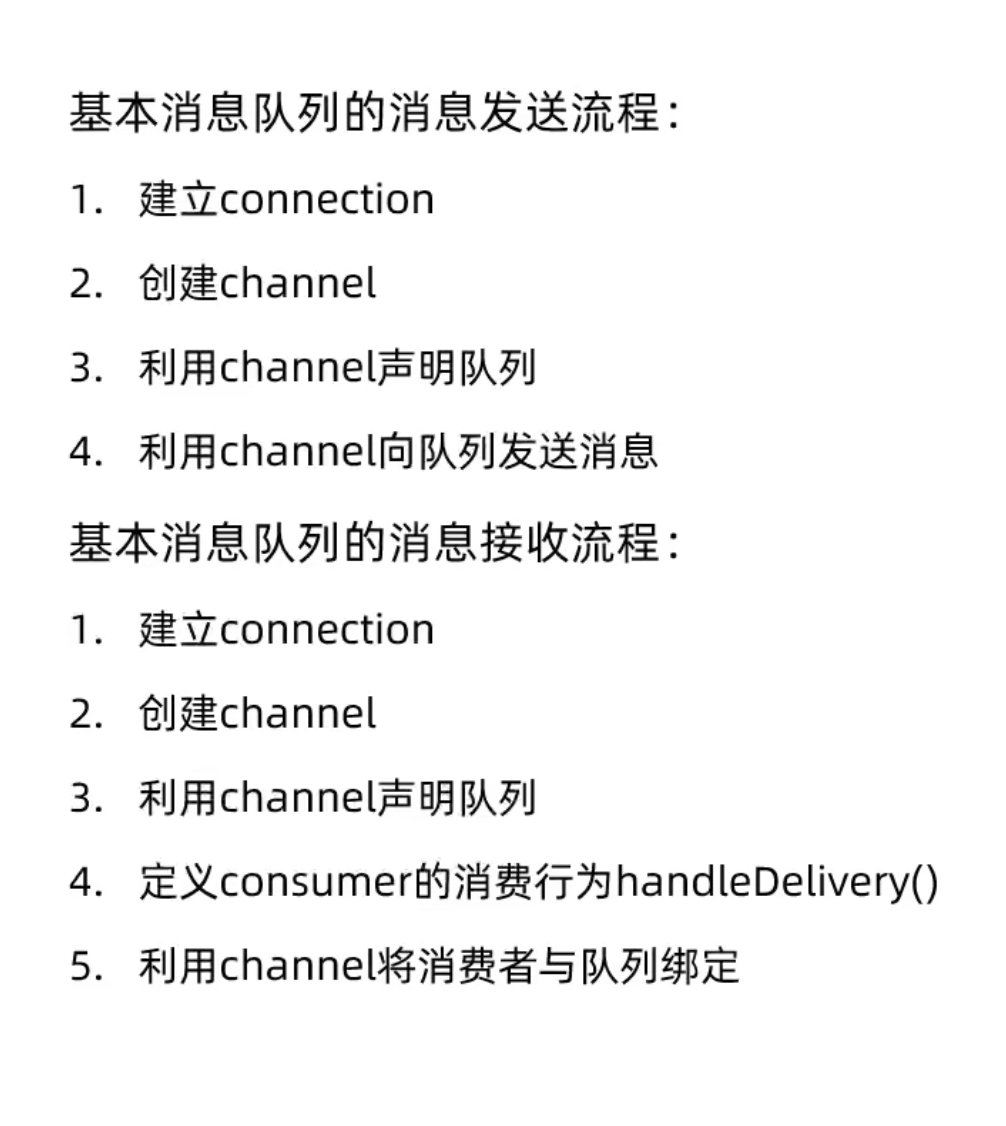 基本消息队列的消息发送流程：
1. 建立connection
2. 创建channel
3. 利用channel声明队列
4. 利用channel向队列发送消息
基本消息队列的消息接收流程：
1. 建立connection
2. 创建channel
3. 利用channel声明队列
4. 定义consumer的消费行为handleDelivery()
5. 利用channel将消费者与队列绑定